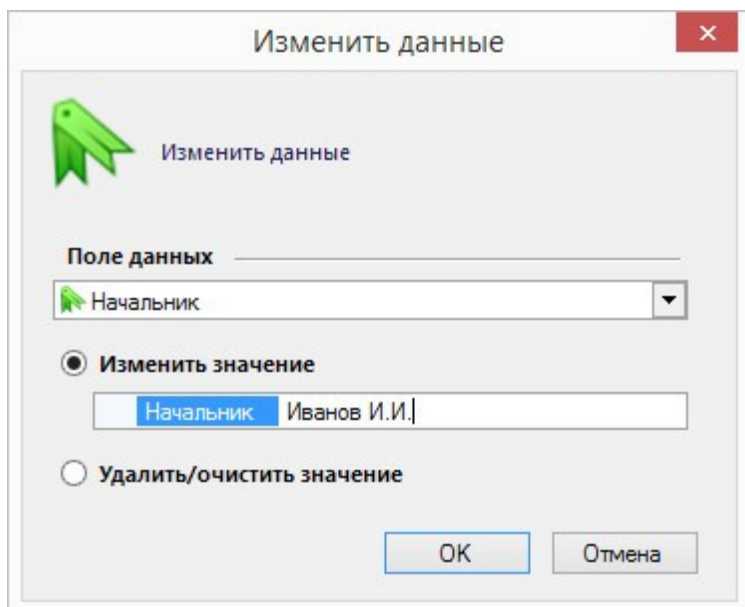 Изменить данные
Изменить данные
Поле данных
Начальник
Изменить значение
Начальник Иванов И.И.
Удалить/очистить значение
OK Отмена